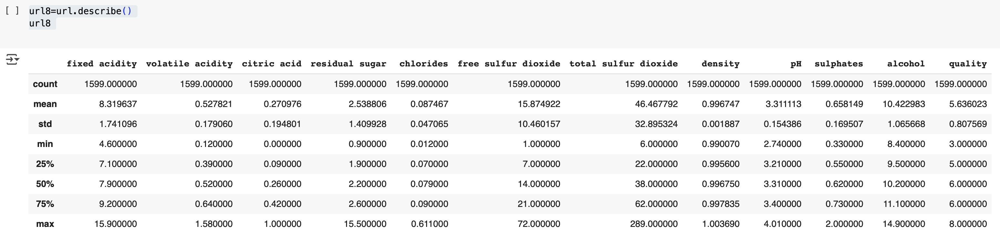 [ ] url8=url.describe()
url8
fixed acidity volatile acidity citric acid residual sugar chlorides free sulfur dioxide total sulfur dioxide density pH sulphates alcohol quality
count 1599.000000 1599.000000 1599.000000 1599.000000 1599.000000 1599.000000 1599.000000 1599.000000 1599.000000 1599.000000 1599.000000 1599.000000
mean 8.319637 0.527821 0.270976 2.538806 0.087467 15.874922 46.467792 0.996747 3.311113 0.658149 10.422983 5.636023
std 1.741096 0.179060 0.194801 1.409928 0.047065 10.460157 32.895324 0.001887 0.154386 0.169507 1.065668 0.807569
min 4.600000 0.120000 0.000000 0.900000 0.012000 1.000000 6.000000 0.990070 2.740000 0.330000 8.400000 3.000000
25% 7.100000 0.390000 0.090000 1.900000 0.070000 7.000000 22.000000 0.995600 3.210000 0.550000 9.500000 5.000000
50% 7.900000 0.520000 0.260000 2.200000 0.079000 14.000000 38.000000 0.996750 3.310000 0.620000 10.200000 6.000000
75% 9.200000 0.640000 0.420000 2.600000 0.090000 21.000000 62.000000 0.997835 3.400000 0.730000 11.100000 6.000000
max 15.900000 1.580000 1.000000 15.500000 0.611000 72.000000 289.000000 1.003690 4.010000 2.000000 14.900000 8.000000